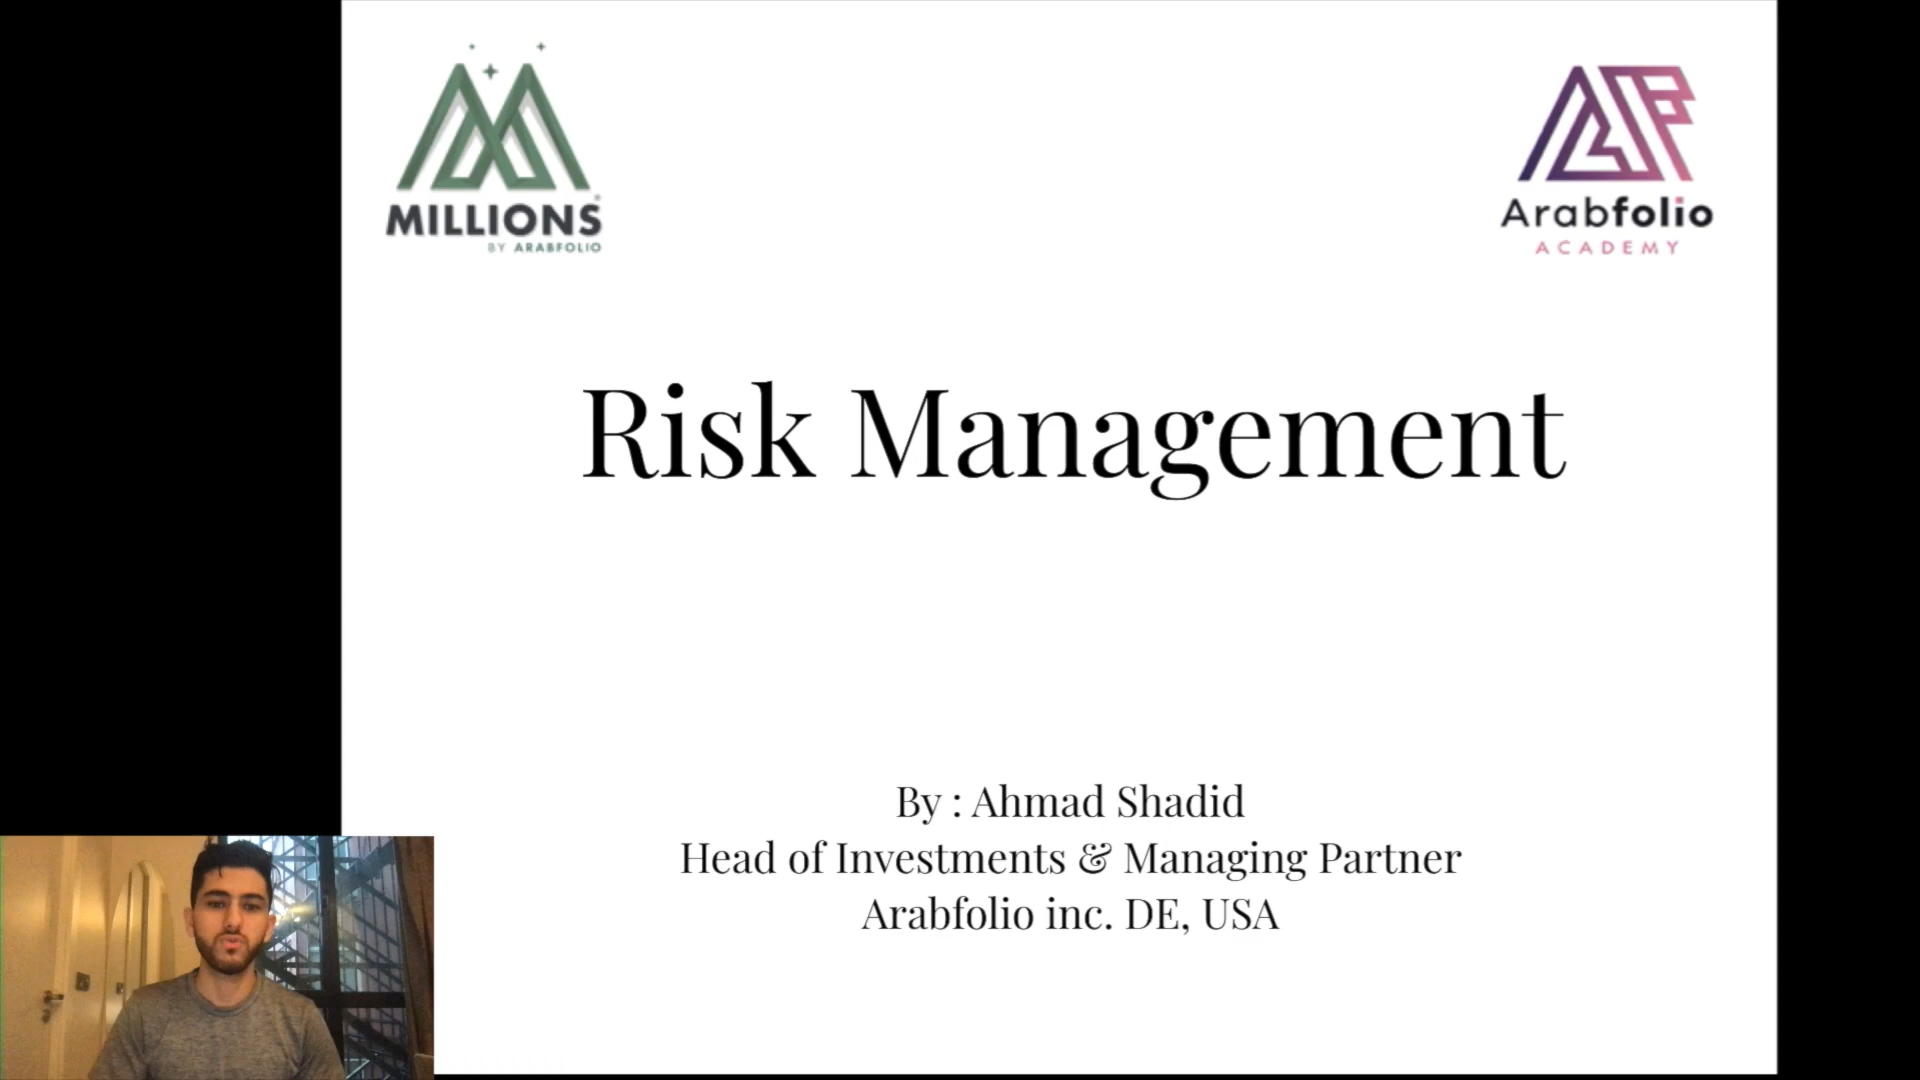 MILLIONS
BY ARABFOLIO
Arabfolio
ACADEMY
Risk Management
By : Ahmad Shadid
Head of Investments & Managing Partner
Arabfolio inc. DE, USA